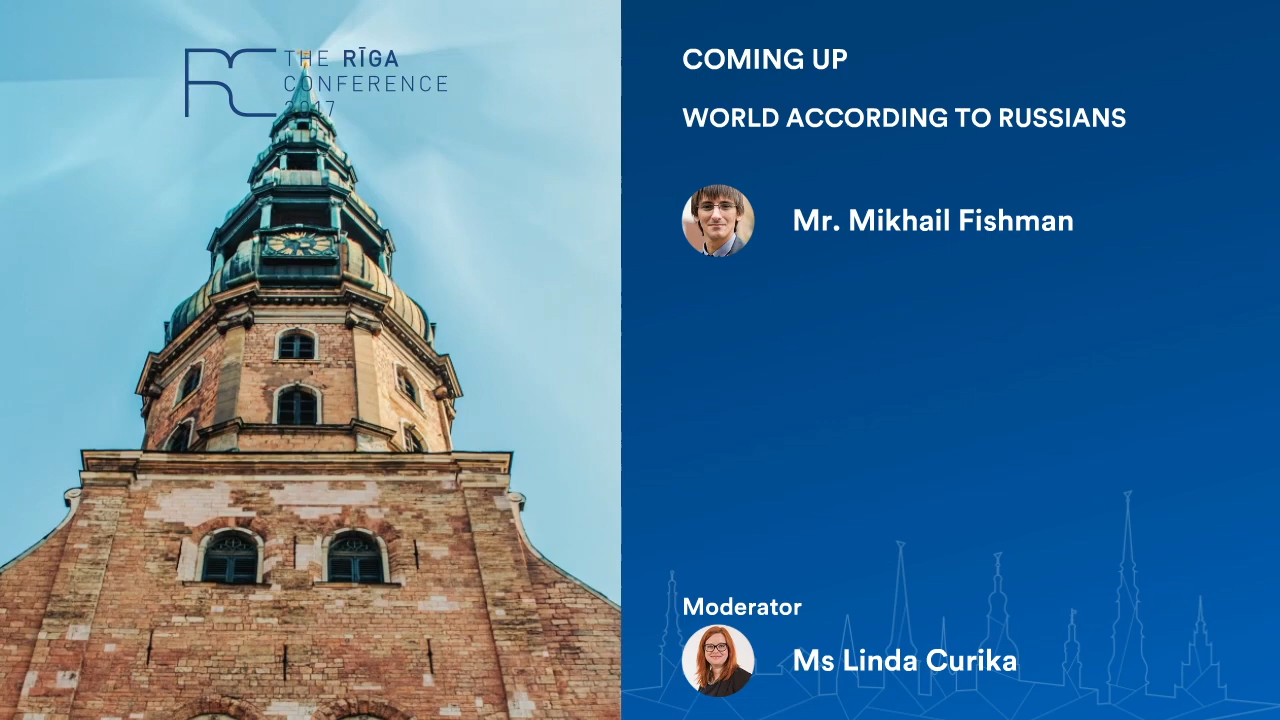 THE RĪGA
CONFERENCE
2017
COMING UP
WORLD ACCORDING TO RUSSIANS
Mr. Mikhail Fishman
Moderator
Ms Linda Curika